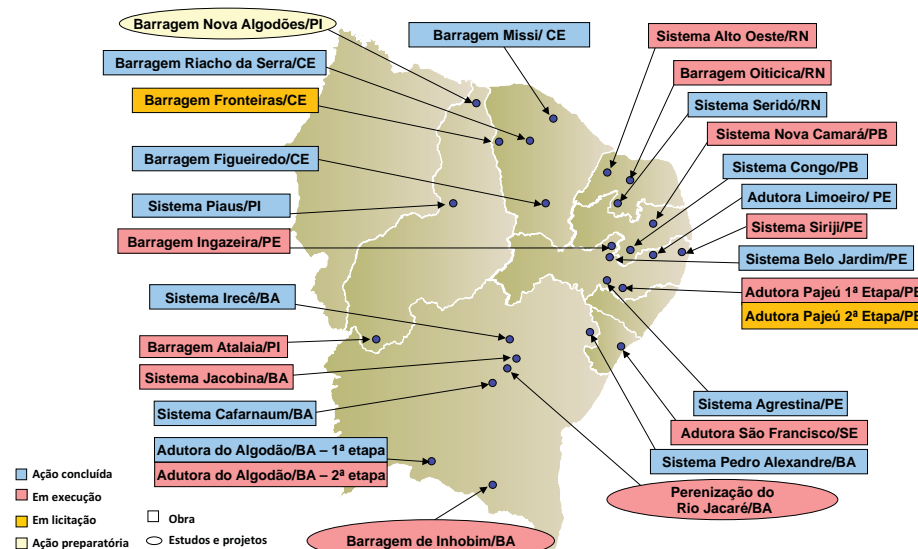 Barragem Nova Algodões/PI
Barragem Missi/ CE
Sistema Alto Oeste/RN
Barragem Riacho da Serra/CE
Barragem Oiticica/RN
Barragem Fronteiras/CE
Sistema Seridó/RN
Sistema Nova Camará/PB
Barragem Figueiredo/CE
Sistema Congo/PB
Adutora Limoeiro/ PE
Sistema Piaus/PI
Sistema Siriji/PE
Barragem Ingazeira/PE
Sistema Belo Jardim/PE
Adutora Pajeú 1ª Etapa/PE
Sistema Irecê/BA
Adutora Pajeú 2ª Etapa/PE
Barragem Atalaia/PI
Sistema Jacobina/BA
Sistema Agrestina/PE
Sistema Cafarnaum/BA
Adutora São Francisco/SE
Adutora do Algodão/BA – 1ª etapa
Sistema Pedro Alexandre/BA
Adutora do Algodão/BA – 2ª etapa
Perenização do
Rio Jacaré/BA
Barragem de Inhobim/BA
Ação concluída
Em execução
Em licitação
Ação preparatória
Obra
Estudos e projetos